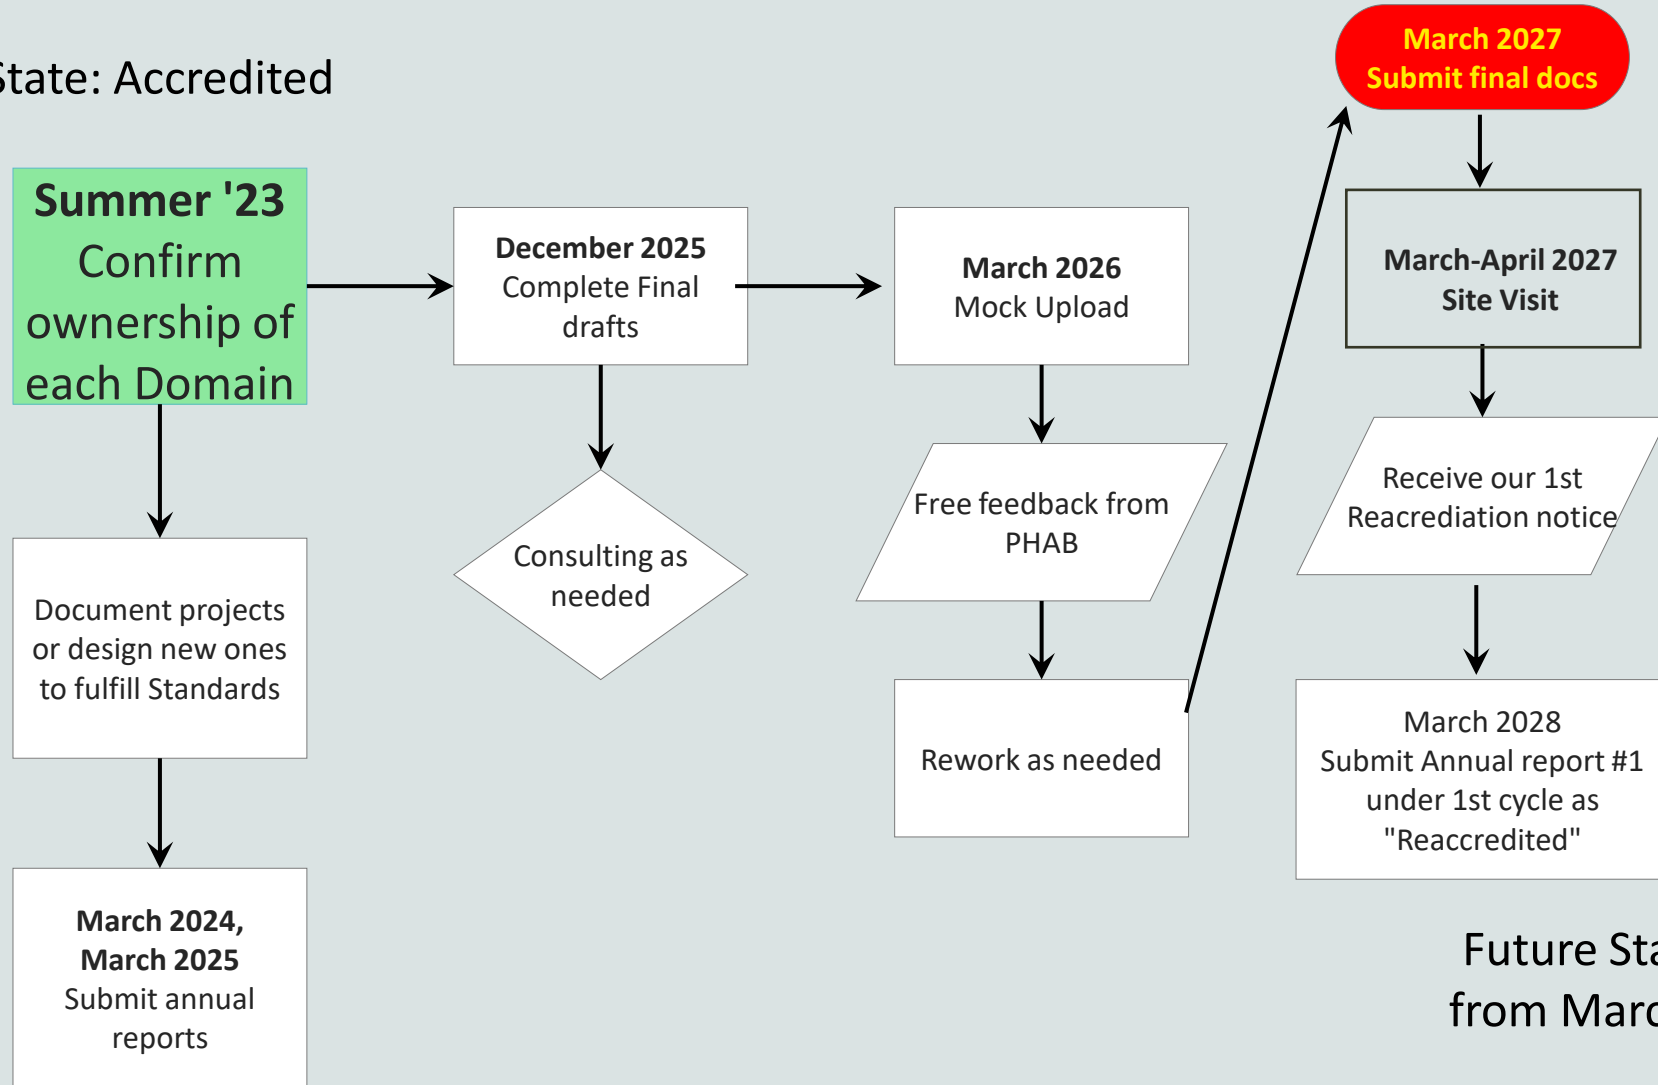 State: Accredited
Summer '23
Confirm
ownership of
each Domain
Document projects
or design new ones
to fulfill Standards
March 2024,
March 2025
Submit annual
reports
December 2025
Complete Final
drafts
Consulting as
needed
March 2026
Mock Upload
Free feedback from
PHAB
Rework as needed
March 2027
Submit final docs
March-April 2027
Site Visit
Receive our 1st
Reacrediation notice
March 2028
Submit Annual report #1
under 1st cycle as
"Reaccredited"
Future
from